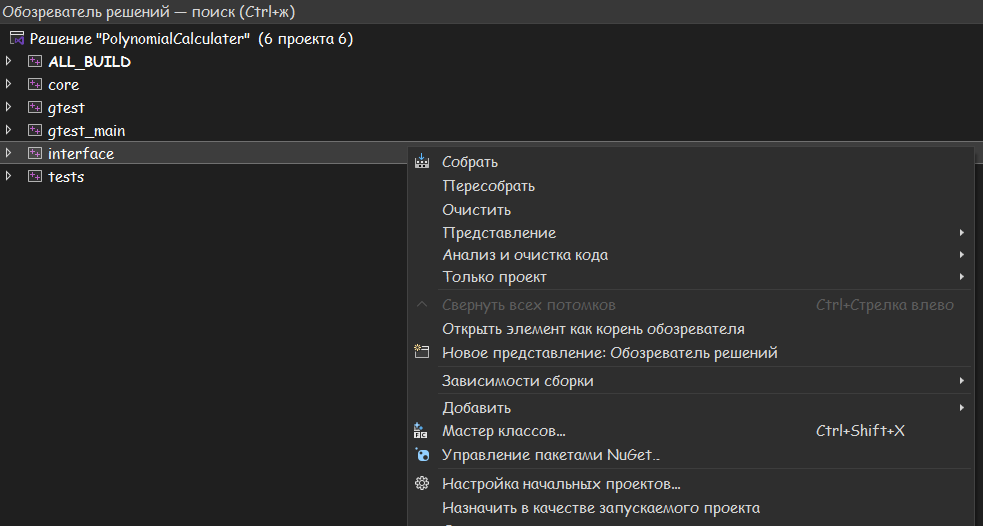 Обозреватель решений — поиск (Ctrl+ж)
Решение "PolynomialCalculater" (6 проекта 6)
ALL_BUILD
core
gtest
gtest_main
interface
tests
Собрать
Пересобрать
Очистить
Представление
Анализ и очистка кода
Только проект
Свернуть всех потомков Ctrl+Стрелка влево
Открыть элемент как корень обозревателя
Новое представление: Обозреватель решений
Зависимости сборки
Добавить
Мастер классов... Ctrl+Shift+X
Управление пакетами NuGet...
Настройка начальных проектов...
Назначить в качестве запускаемого проекта